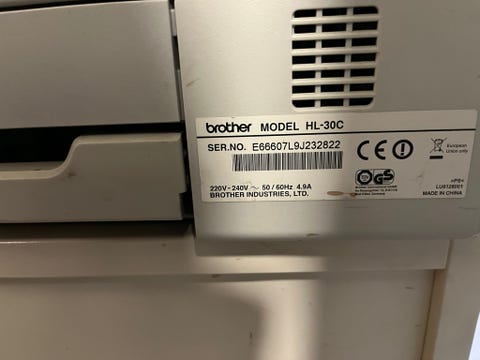 brother MODEL HL-30C
SER.NO. E66607L9J232822
CE
European
Union
only
220V-240V ~ 50/60Hz 4.9A
BROTHER INDUSTRIES, LTD.
GS
MADE IN CHINA